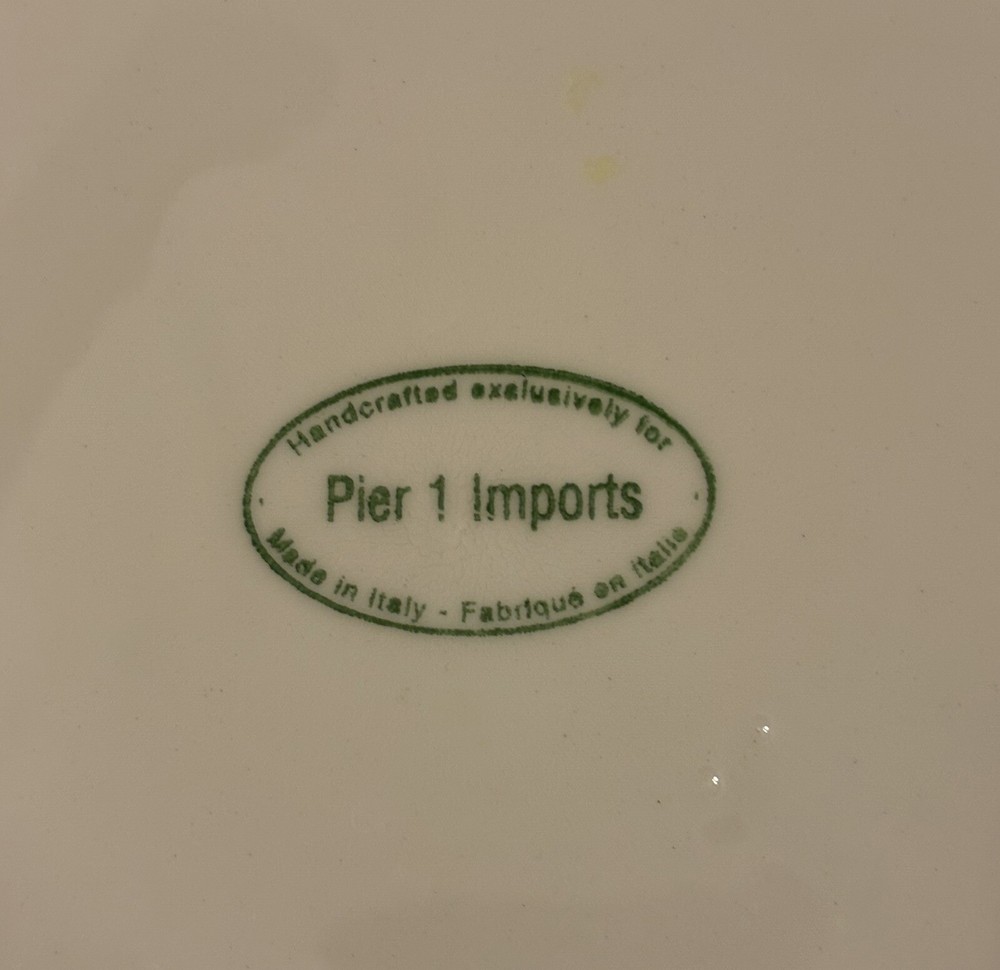 Handcrafted exclusively for
Pier 1 Imports
Made in Italy - Fabriqué en Italie